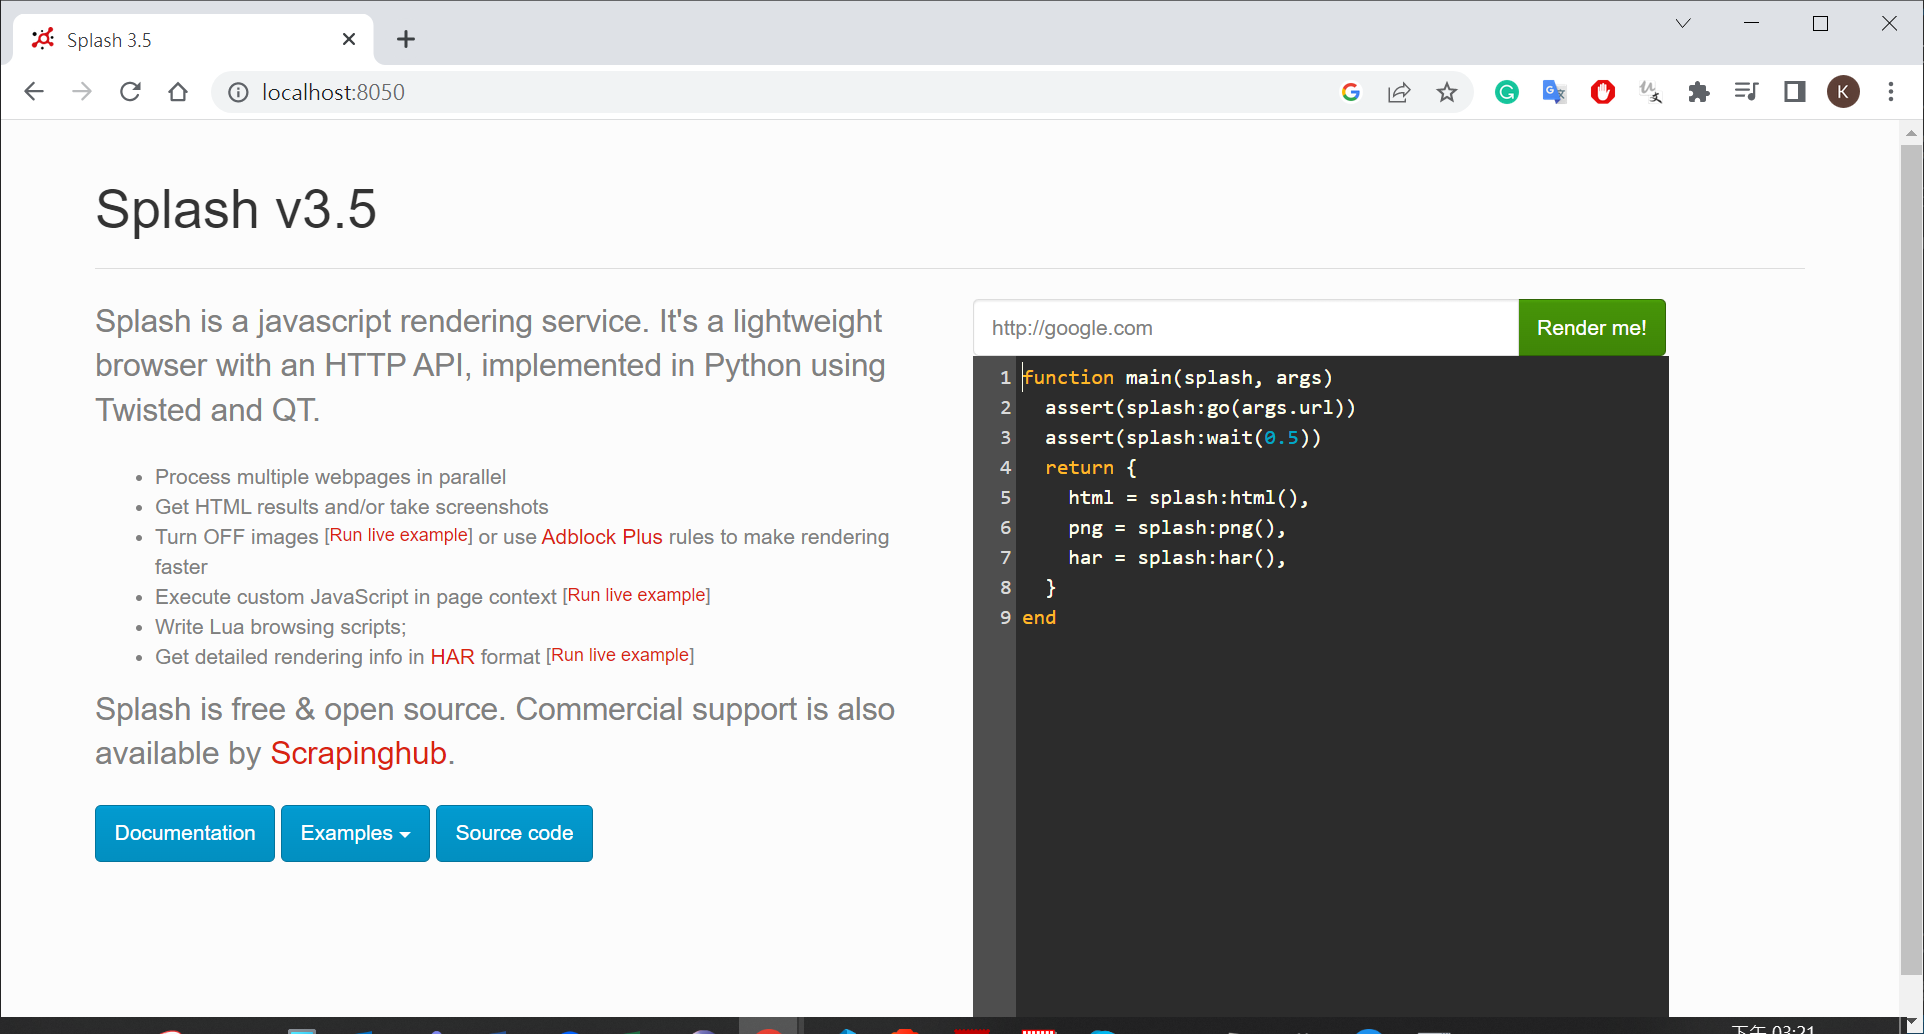 Splash 3.5
localhost:8050
K
Splash v3.5
Splash is a javascript rendering service. It's a lightweight
browser with an HTTP API, implemented in Python using
Twisted and QT.
Process multiple webpages in parallel
Get HTML results and/or take screenshots
Turn OFF images [Run live example] or use Adblock Plus rules to make rendering
faster
Execute custom JavaScript in page context [Run live example]
Write Lua browsing scripts;
Get detailed rendering info in HAR format [Run live example]
Splash is free & open source. Commercial support is also
available by Scrapinghub.
Documentation
Examples
Source code
http://google.com
Render me!
1 function main(splash, args)
2   assert(splash:go(args.url))
3   assert(splash:wait(0.5))
4   return {
5     html = splash:html(),
6     png = splash:png(),
7     har = splash:har(),
8   }
9 end
下午 03:21